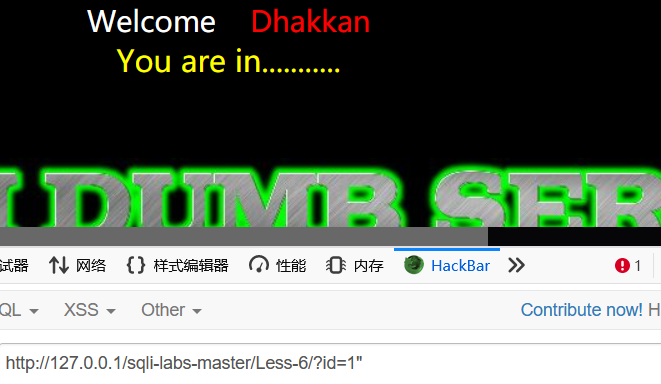 Welcome Dhakkan
You are in...........
I DUMB SER
试器 网络 {} 样式编辑器 性能 内存 HackBar 1
QL XSS Other Contribute now! H
http://127.0.0.1/sqli-labs-master/Less-6/?id=1"